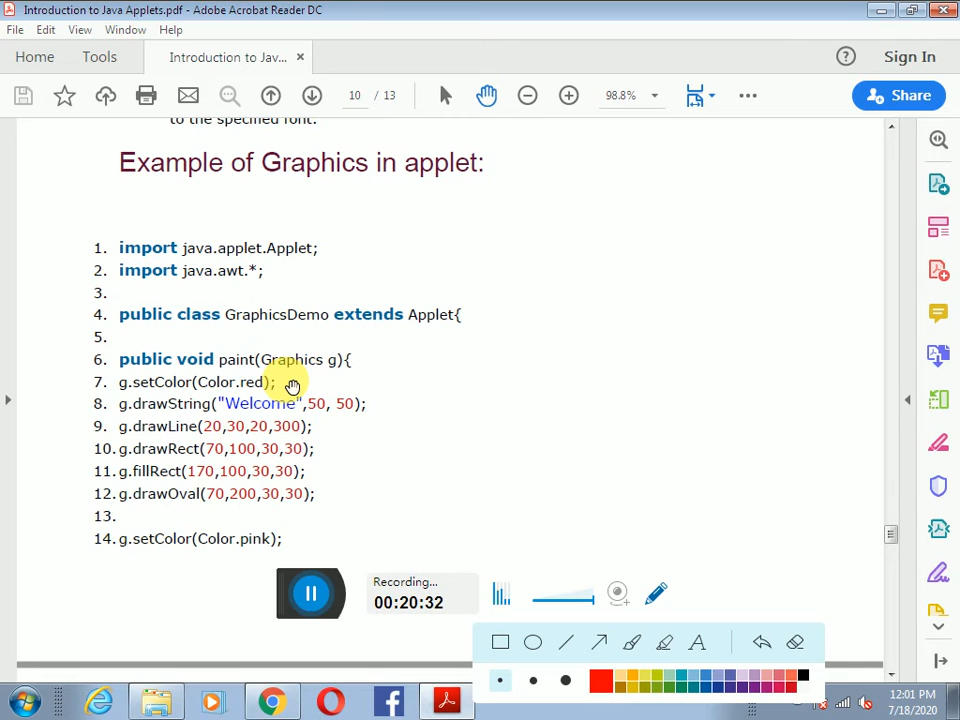 Introduction to Java Applets.pdf - Adobe Acrobat Reader DC
File Edit View Window Help
Home Tools Introduction to Jav... × ? Sign In
10 / 13 98.8% Share
to the specified font.
Example of Graphics in applet:
1. import java.applet.Applet;
2. import java.awt.*;
3.
4. public class GraphicsDemo extends Applet{
5.
6. public void paint(Graphics g){
7. g.setColor(Color.red);
8. g.drawString("Welcome",50, 50);
9. g.drawLine(20,30,20,300);
10. g.drawRect(70,100,30,30);
11. g.fillRect(170,100,30,30);
12. g.drawOval(70,200,30,30);
13.
14. g.setColor(Color.pink);
Recording...
00:20:32
A
12:01 PM
7/18/2020